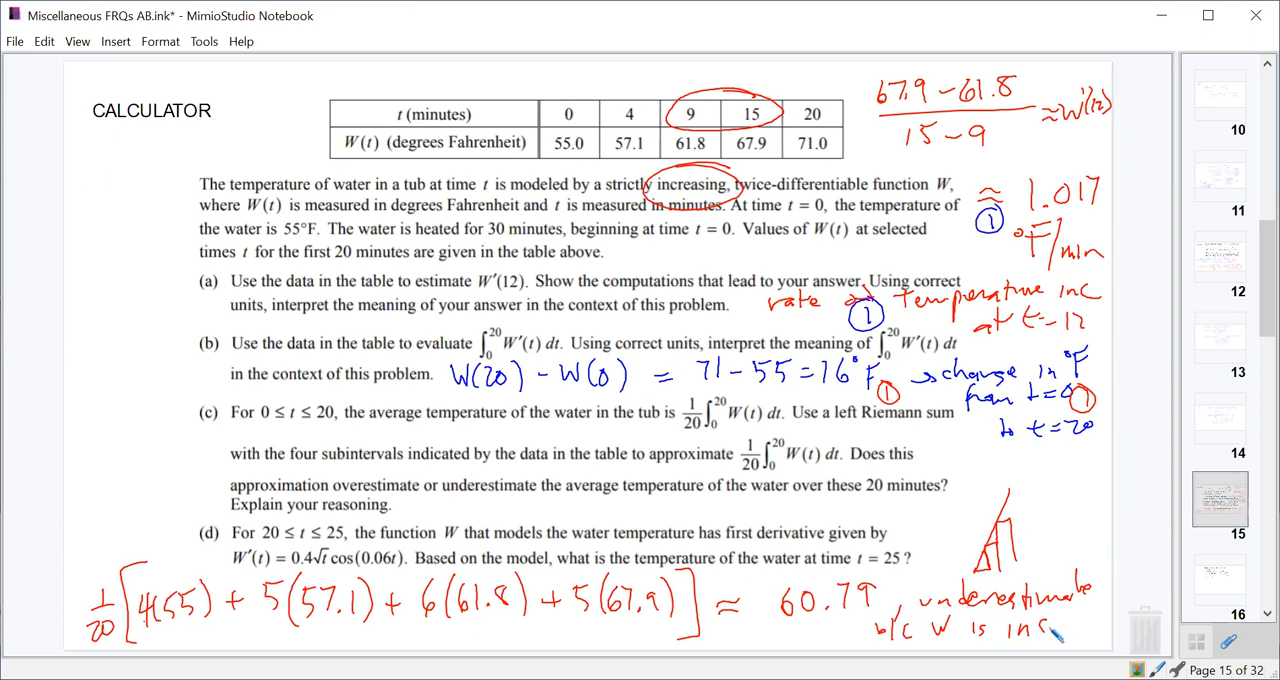 Miscellaneous FRQs AB.ink* - MimioStudio Notebook
File Edit View Insert Format Tools Help
CALCULATOR
t (minutes) 0 4 9 15 20
W(t) (degrees Fahrenheit) 55.0 57.1 61.8 67.9 71.0
67.9 - 61.8
15 - 9
≈ W'(12)
≈ 1.017
① °F/min
The temperature of water in a tub at time t is modeled by a strictly increasing, twice-differentiable function W,
where W(t) is measured in degrees Fahrenheit and t is measured in minutes. At time t = 0, the temperature of
the water is 55°F. The water is heated for 30 minutes, beginning at time t = 0. Values of W(t) at selected
times t for the first 20 minutes are given in the table above.
(a) Use the data in the table to estimate W′(12). Show the computations that lead to your answer. Using correct
units, interpret the meaning of your answer in the context of this problem.
rate temperature inc
① at t = 12
(b) Use the data in the table to evaluate ∫₀²⁰ W′(t) dt. Using correct units, interpret the meaning of ∫₀²⁰ W′(t) dt
in the context of this problem.
W(20) - W(0) = 71 - 55 = 16°F ① → change in °F
from t=0 ①
to t=20
(c) For 0 ≤ t ≤ 20, the average temperature of the water in the tub is 1/20 ∫₀²⁰ W(t) dt. Use a left Riemann sum
with the four subintervals indicated by the data in the table to approximate 1/20 ∫₀²⁰ W(t) dt. Does this
approximation overestimate or underestimate the average temperature of the water over these 20 minutes?
Explain your reasoning.
(d) For 20 ≤ t ≤ 25, the function W that models the water temperature has first derivative given by
W′(t) = 0.4√t cos(0.06t). Based on the model, what is the temperature of the water at time t = 25 ?
1/20 [4(55) + 5(57.1) + 6(61.8) + 5(67.9)] ≈ 60.79, underestimate
b/c W is inc
10
11
12
13
14
15
16
Page 15 of 32